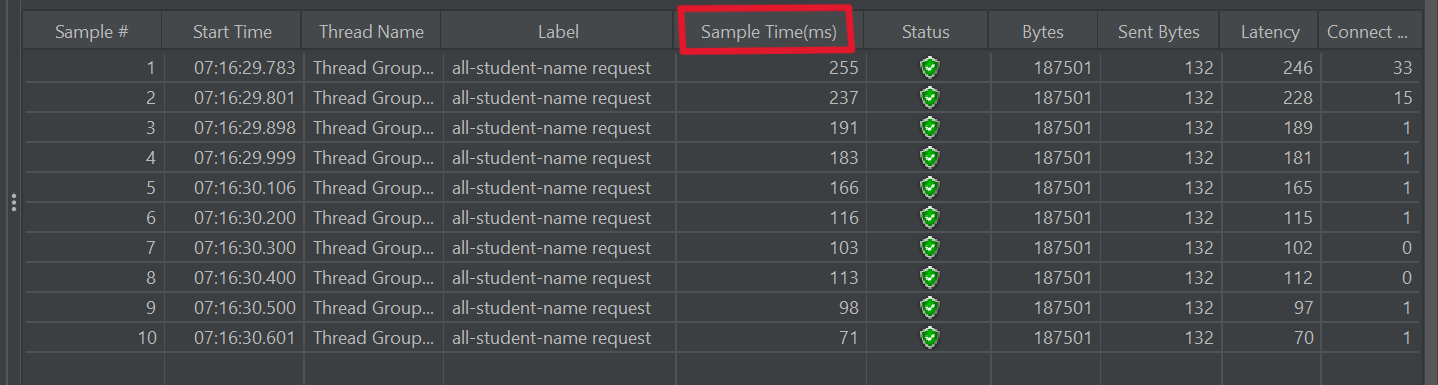 Sample # Start Time Thread Name Label Sample Time(ms) Status Bytes Sent Bytes Latency Connect ...
1 07:16:29.783 Thread Group... all-student-name request 255 187501 132 246 33
2 07:16:29.801 Thread Group... all-student-name request 237 187501 132 228 15
3 07:16:29.898 Thread Group... all-student-name request 191 187501 132 189 1
4 07:16:29.999 Thread Group... all-student-name request 183 187501 132 181 1
5 07:16:30.106 Thread Group... all-student-name request 166 187501 132 165 1
6 07:16:30.200 Thread Group... all-student-name request 116 187501 132 115 1
7 07:16:30.300 Thread Group... all-student-name request 103 187501 132 102 0
8 07:16:30.400 Thread Group... all-student-name request 113 187501 132 112 0
9 07:16:30.500 Thread Group... all-student-name request 98 187501 132 97 1
10 07:16:30.601 Thread Group... all-student-name request 71 187501 132 70 1